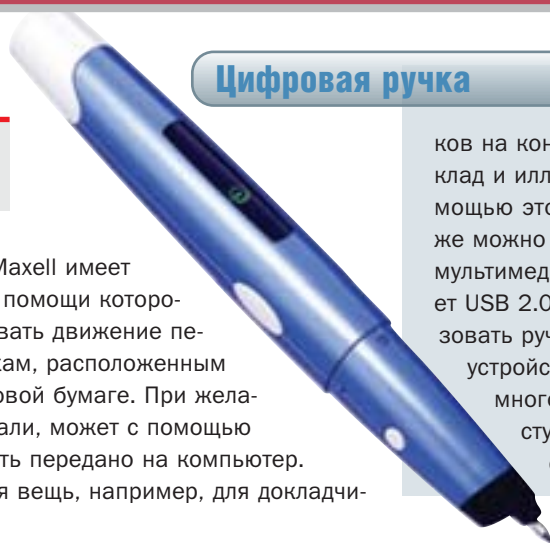 Цифровая ручка
Maxell имеет
помощи которо-
вать движение пе-
кам, расположенным
овой бумаге. При жела-
али, может с помощью
ть передано на компьютер.
я вещь, например, для докладчи-
ков на кон
клад и илл
мощью это
же можно
мультимед
ет USB 2.0
зовать руч
устройс
много
сту